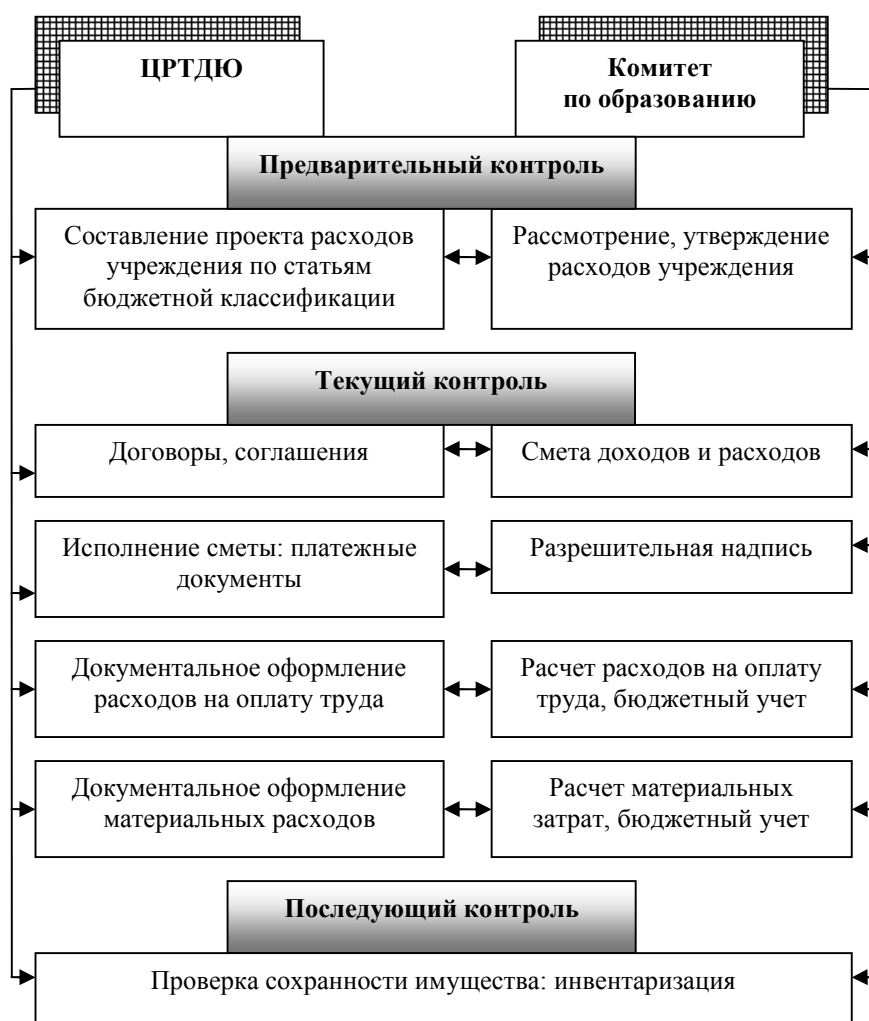 ЦРТДЮ
Комитет
по образованию
Предварительный контроль
Составление проекта расходов
учреждения по статьям
бюджетной классификации
Рассмотрение, утверждение
расходов учреждения
Текущий контроль
Договоры, соглашения
Смета доходов и расходов
Исполнение сметы: платежные
документы
Разрешительная надпись
Документальное оформление
расходов на оплату труда
Расчет расходов на оплату
труда, бюджетный учет
Документальное оформление
материальных расходов
Расчет материальных
затрат, бюджетный учет
Последующий контроль
Проверка сохранности имущества: инвентаризация